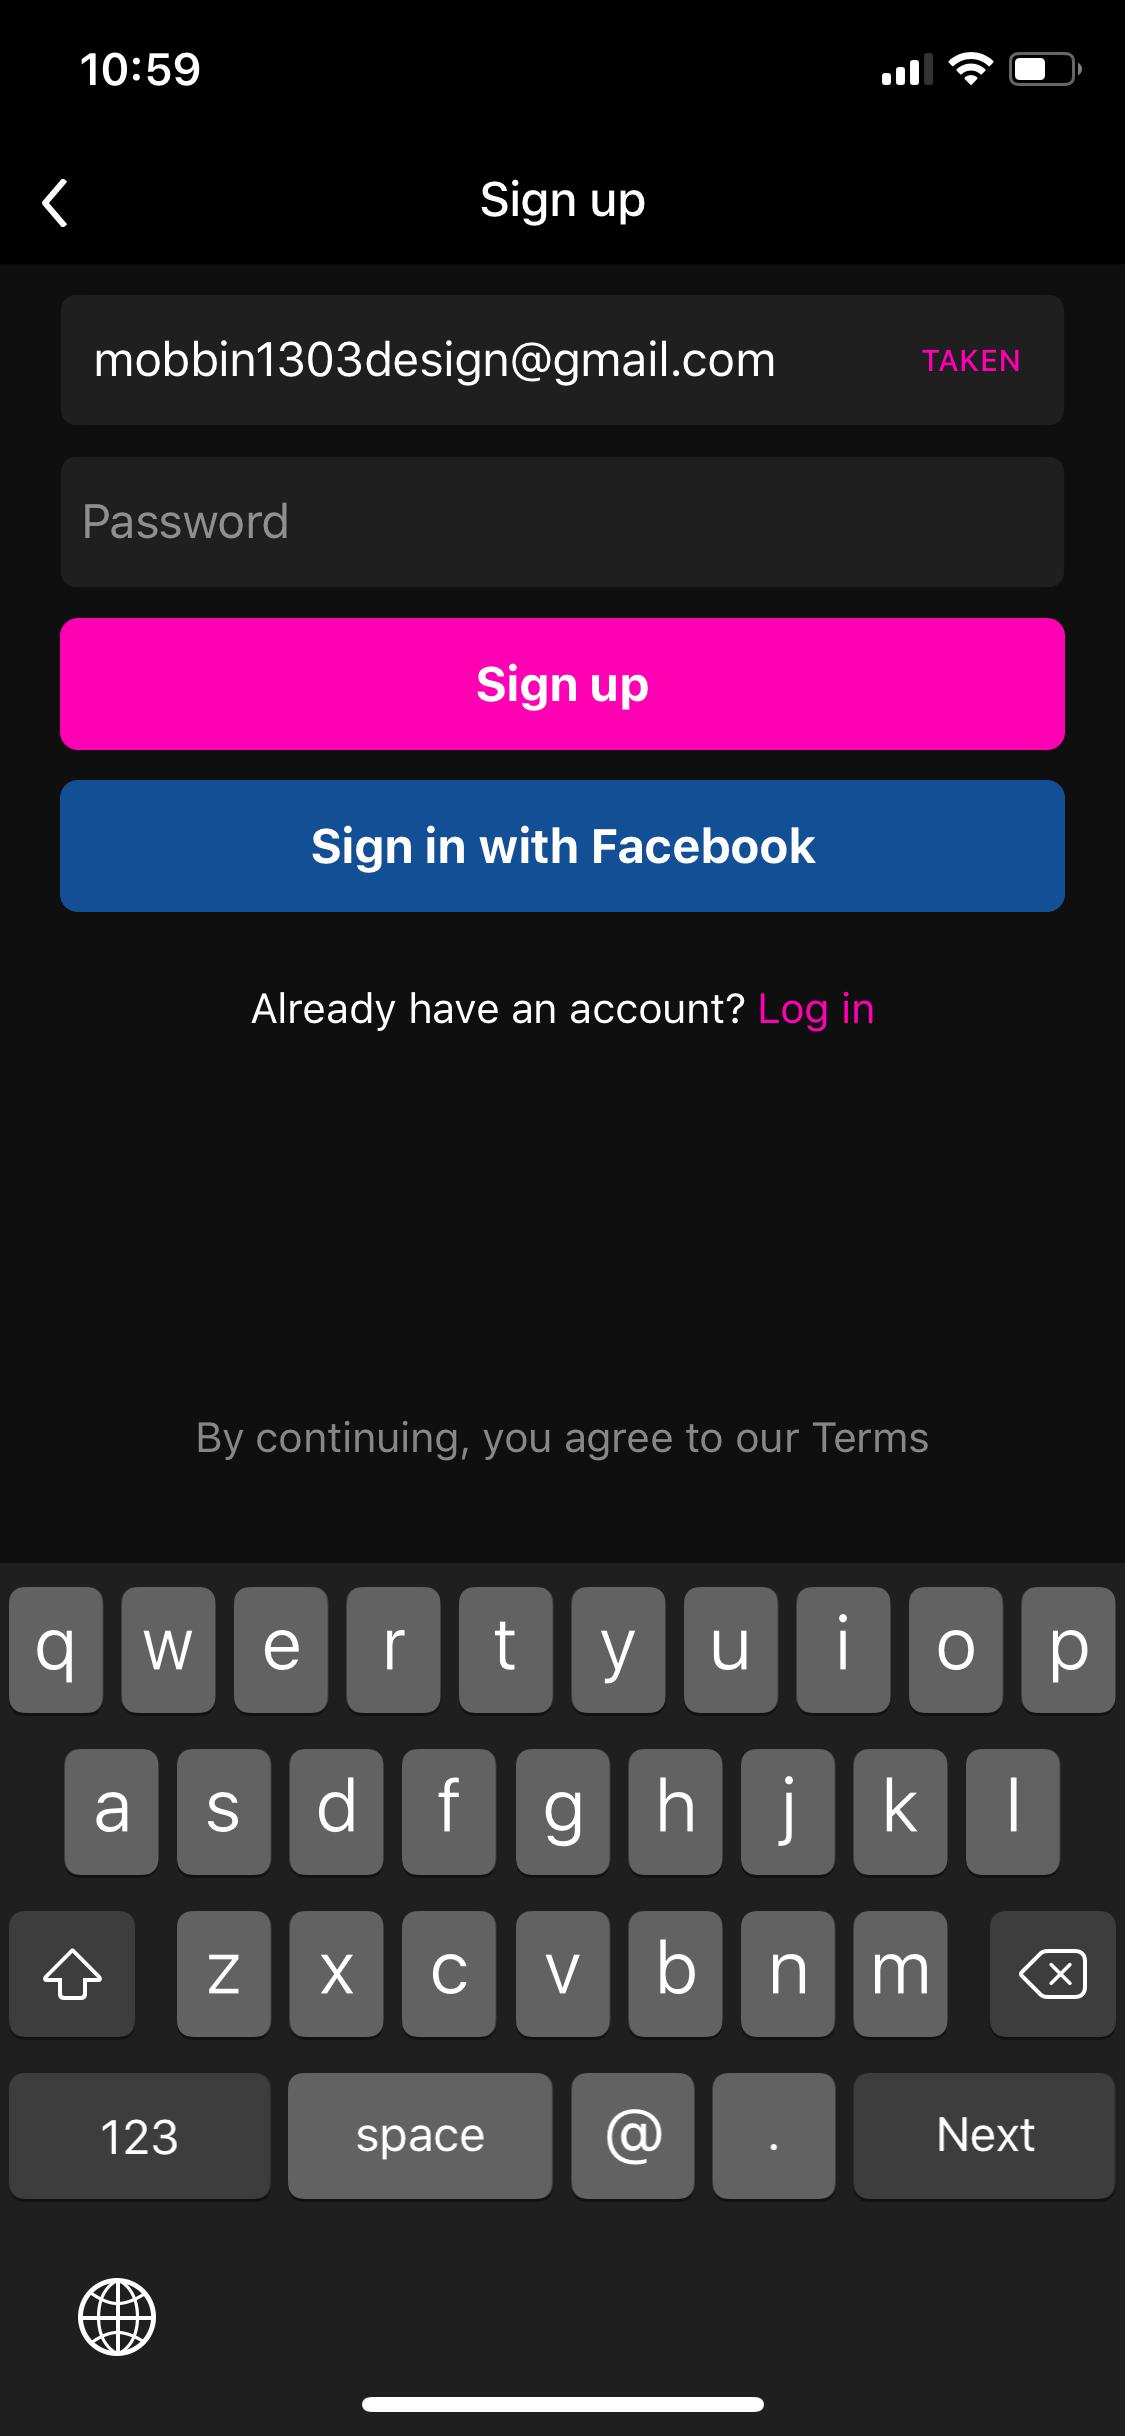 10:59
Sign up
mobbin1303design@gmail.com TAKEN
Password
Sign up
Sign in with Facebook
Already have an account? Log in
By continuing, you agree to our Terms
q w e r t y u i o p
a s d f g h j k l
z x c v b n m
123 space @ . Next